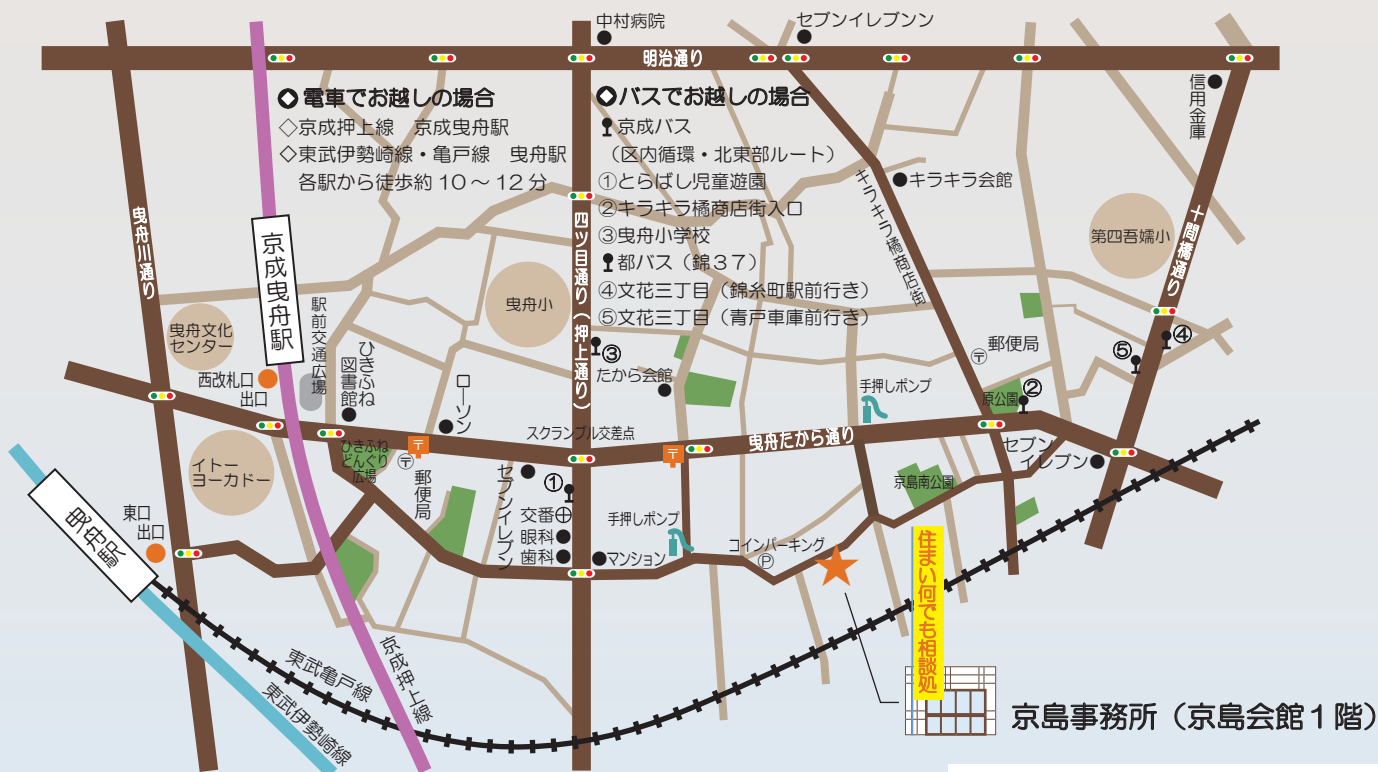 中村病院
セブンイレブンン
明治通り
信用金庫
電車でお越しの場合
◇京成押上線　京成曳舟駅
◇東武伊勢崎線・亀戸線　曳舟駅
各駅から徒歩約 10 ～ 12 分
バスでお越しの場合
京成バス
（区内循環・北東部ルート）
①とらばし児童遊園
②キラキラ橘商店街入口
③曳舟小学校
都バス（錦３７）
④文花三丁目（錦糸町駅前行き）
⑤文花三丁目（青戸車庫前行き）
キラキラ会館
キラキラ橘商店街
第四吾嬬小
十間橋通り
曳舟川通り
京成曳舟駅
四ツ目通り（押上通り）
曳舟小
駅前交通広場
曳舟文化
センター
西改札口
出口
ひきふね
図書館
ローソン
③
たから会館
手押しポンプ
〒
郵便局
④
⑤
原公園
②
スクランブル交差点
曳舟たから通り
〒
〒
ひきふね
どんぐり
広場
〒
郵便局
イトー
ヨーカドー
セブンイレブン
①
交番
眼科
歯科
マンション
手押しポンプ
コインパーキング
P
京島南公園
セブン
イレブン
東口
出口
曳舟駅
東武亀戸線
東武伊勢崎線
京成押上線
住まい何でも相談処
京島事務所（京島会館１階）